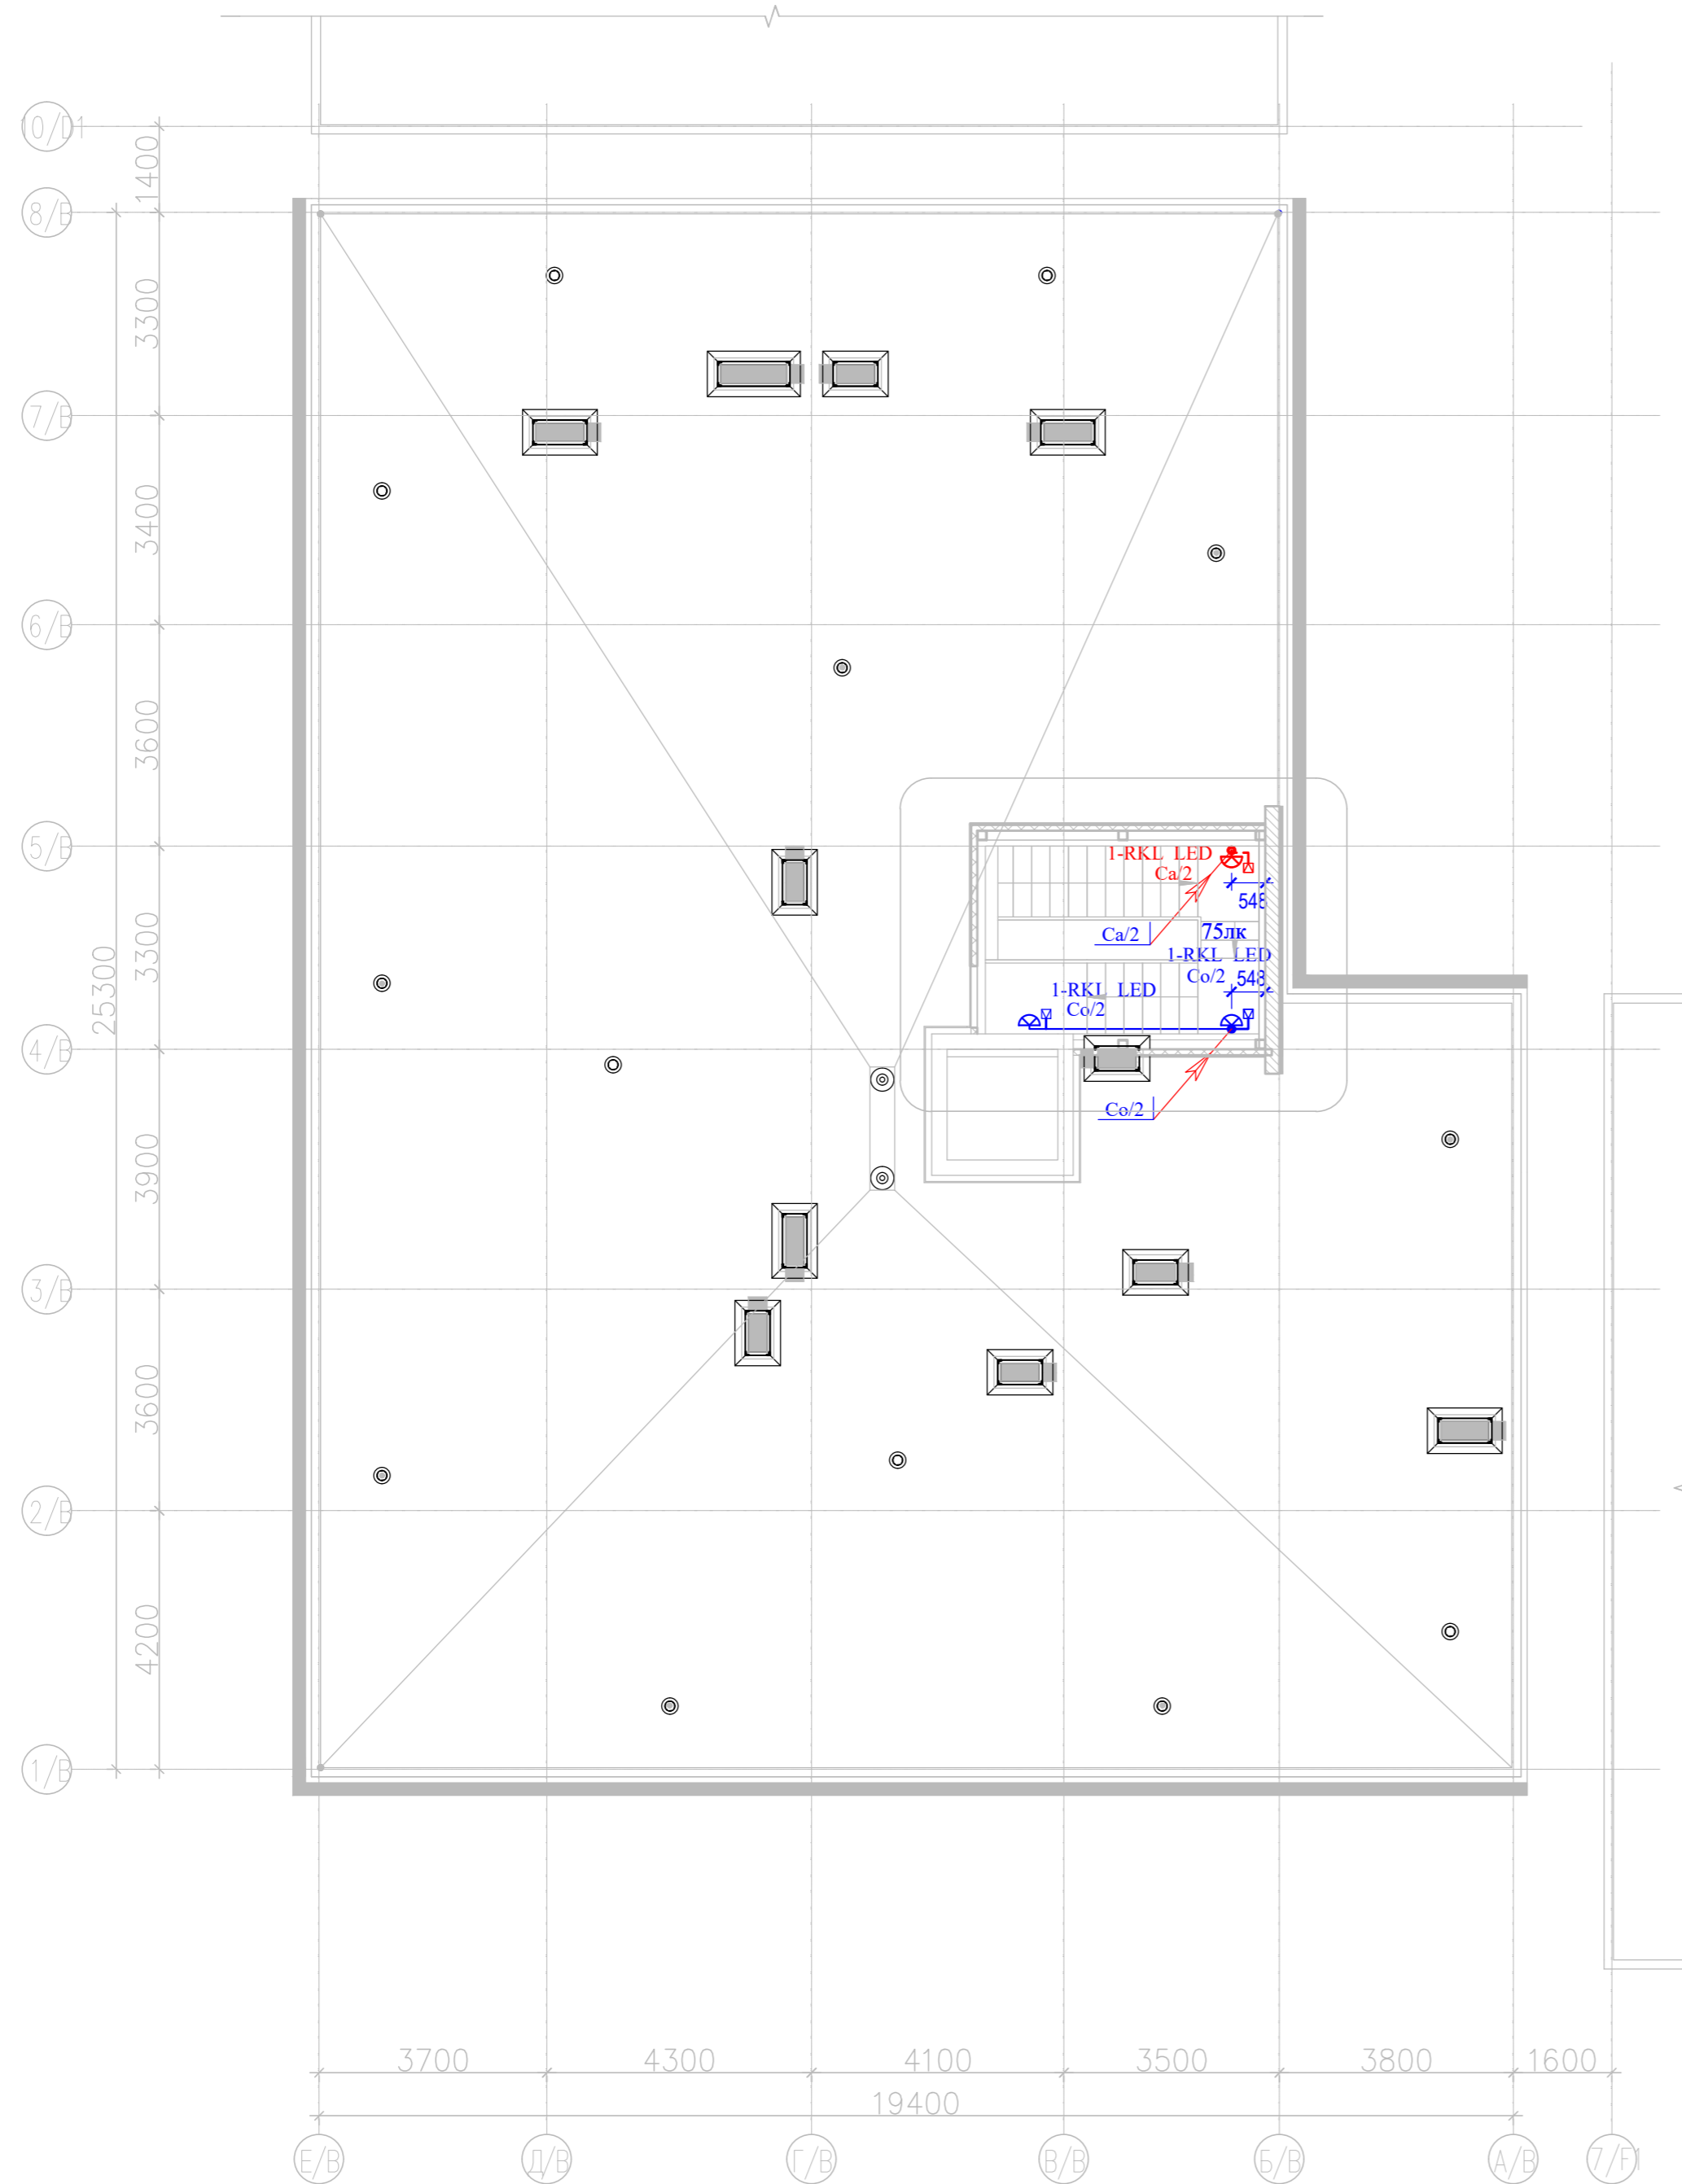 10/D1
1400
8/В
3300
7/В
3400
6/В
3600
5/В
1-RKL LED
Ca/2
548
Ca/2
75лк
1-RKL LED
Co/2
548
1-RKL LED
Co/2
3300
25300
4/В
Co/2
3900
3/В
3600
2/В
4200
1/В
3700
4300
4100
3500
3800
1600
19400
Е/В
Д/В
Г/В
В/В
Б/В
А/В
7/F1